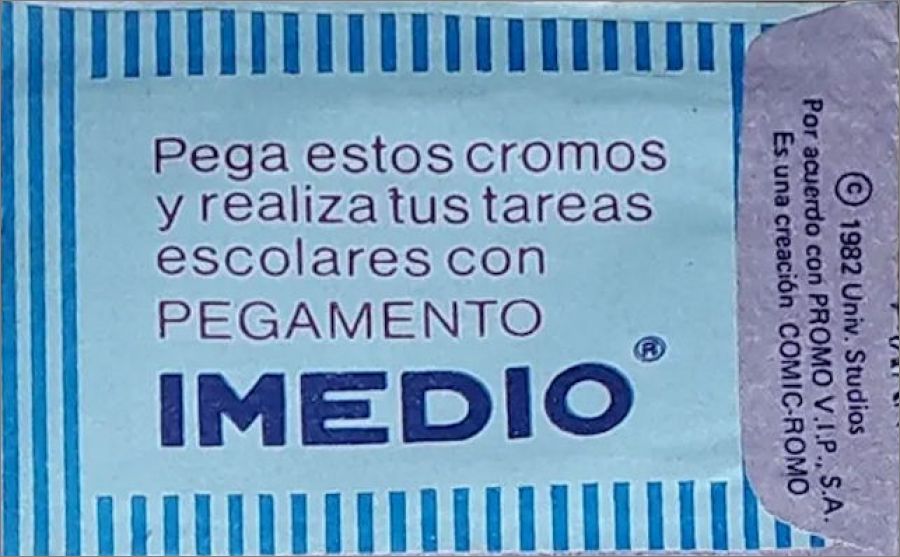 Pega estos cromos
y realiza tus tareas
escolares con
PEGAMENTO
IMEDIO®
© 1982 Univ. Studios
Por acuerdo con PROMO V.I.P., S.A.
Es una creación COMIC-ROMO